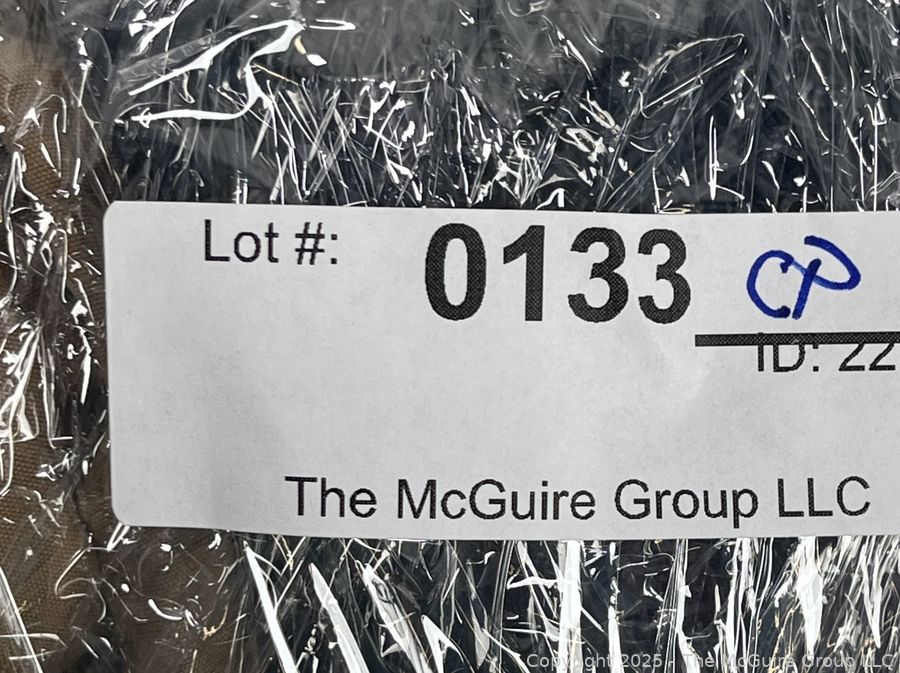 Lot #: 0133 CP
ID: 22
The McGuire Group LLC
Copyright 2025 - The McGuire Group LLC